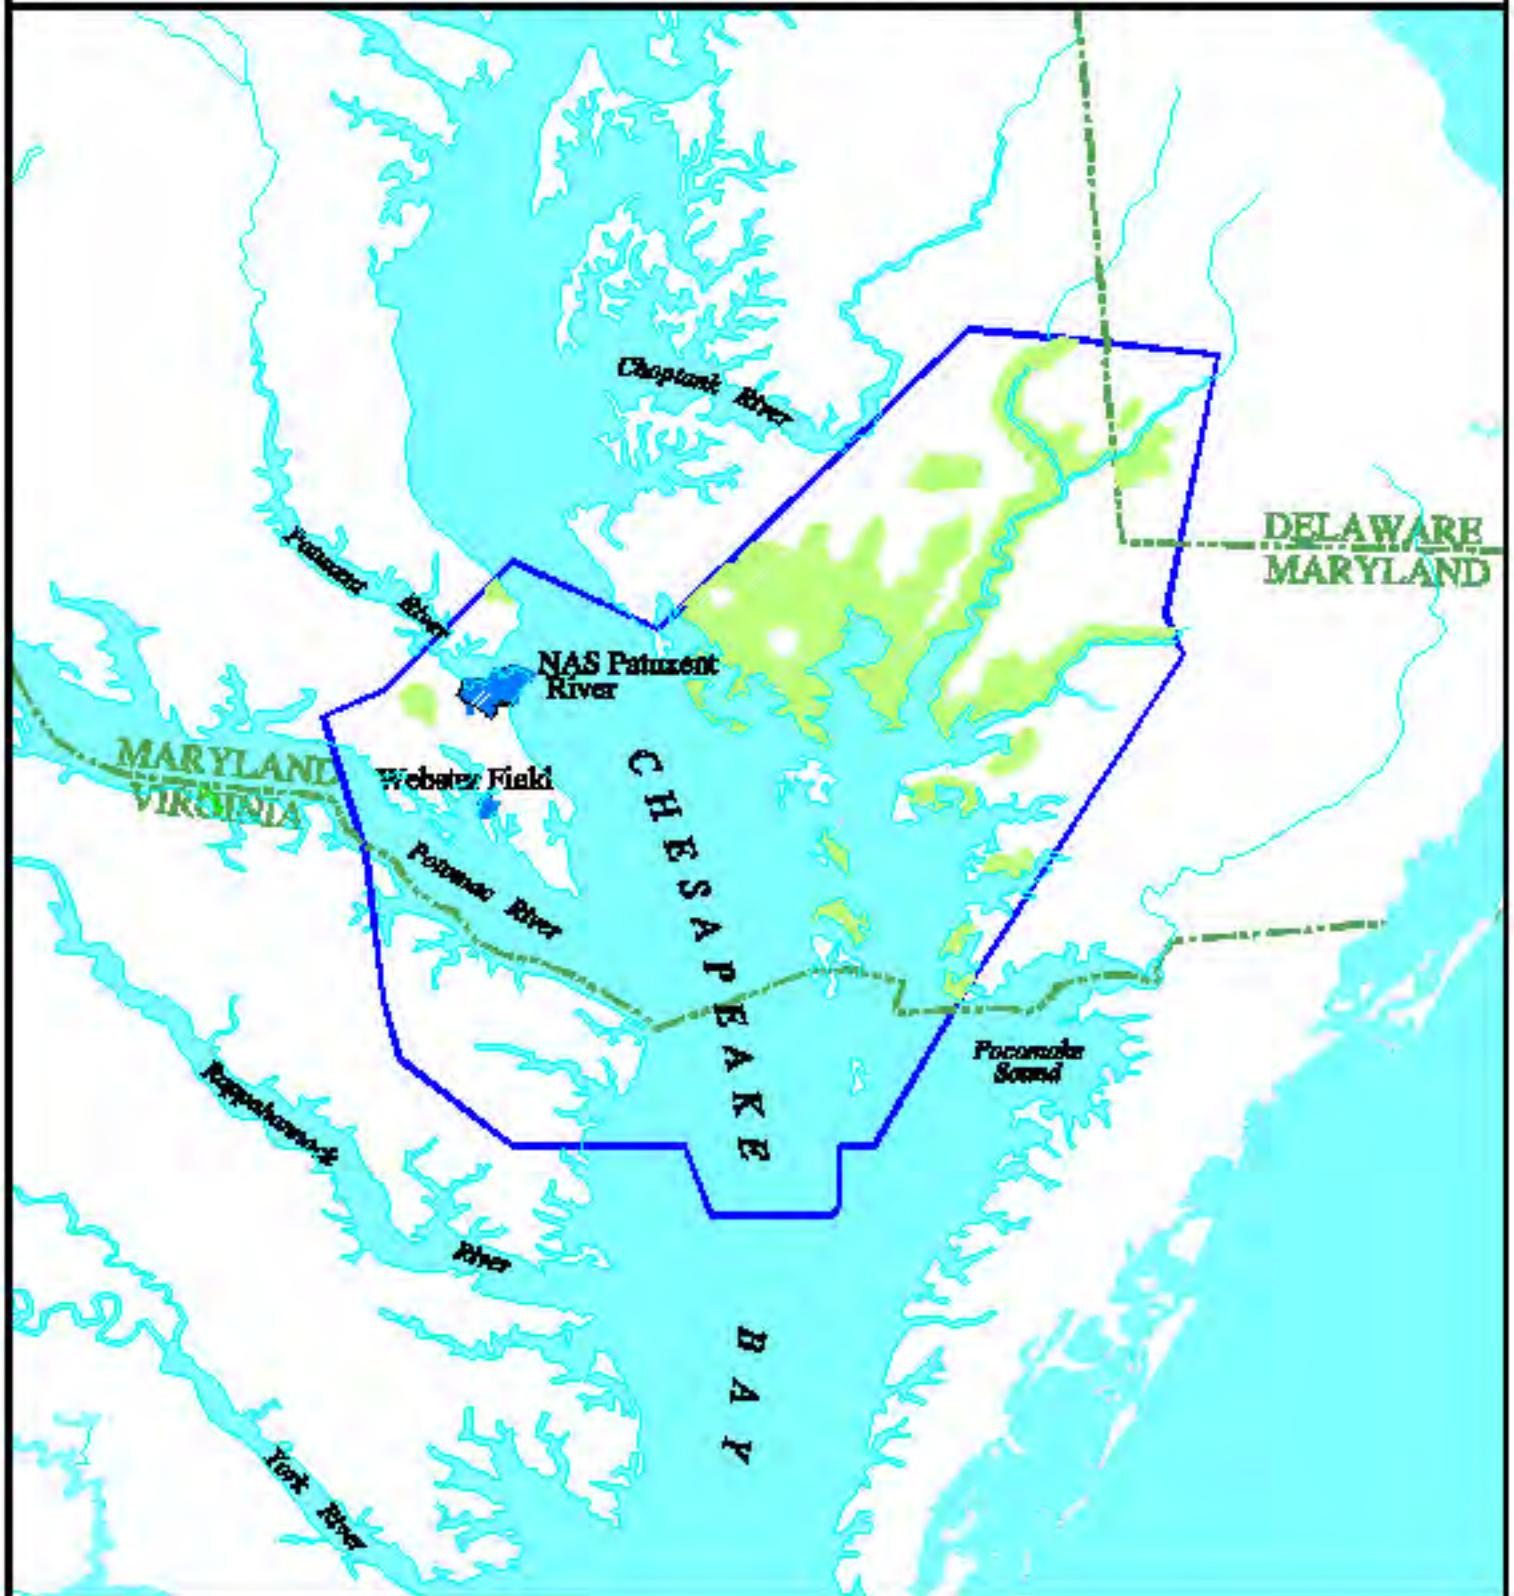 Choptank River
DELAWARE
MARYLAND
Patuxent River
NAS Patuxent
River
MARYLAND
VIRGINIA
Webster Field
Potomac River
CHESAPEAKE
BAY
Pocomoke
Sound
Rappahannock
River
York River